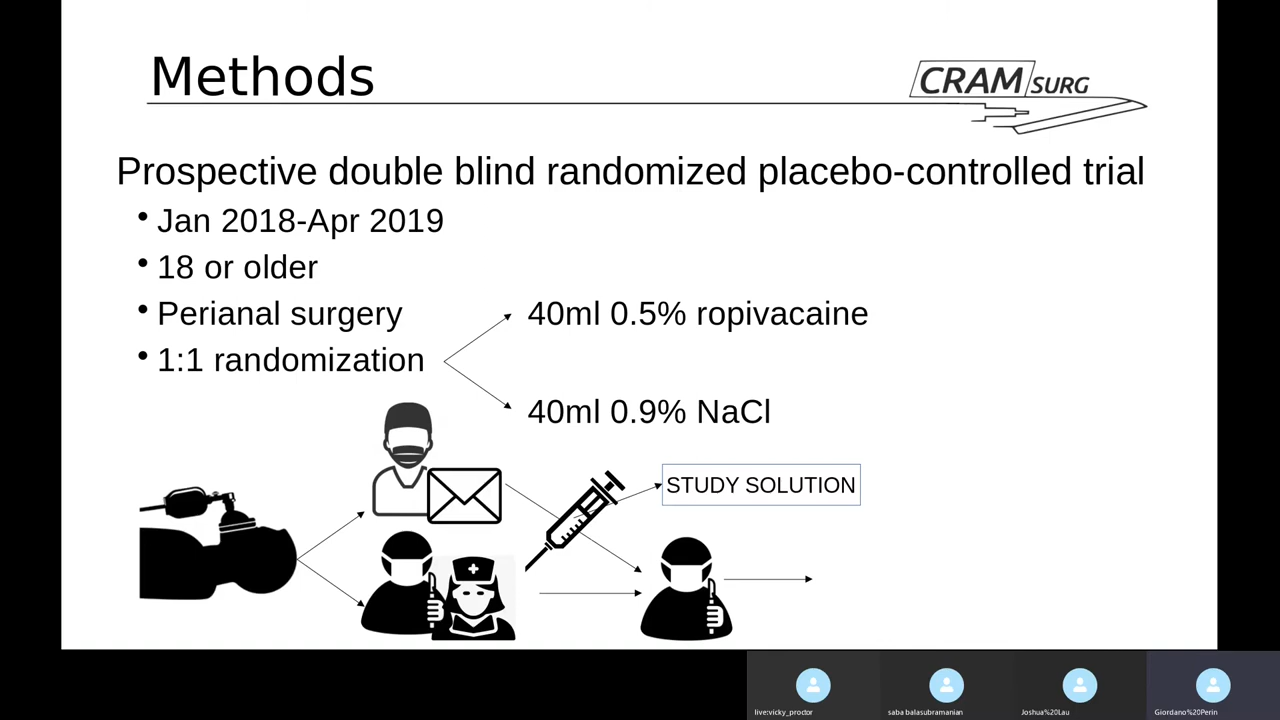 Methods
CRAM SURG
Prospective double blind randomized placebo-controlled trial
• Jan 2018-Apr 2019
• 18 or older
• Perianal surgery
40ml 0.5% ropivacaine
• 1:1 randomization
40ml 0.9% NaCl
STUDY SOLUTION
live:vicky_proctor
saba balasubramanian
Joshua%20Lau
Giordano%20Perin